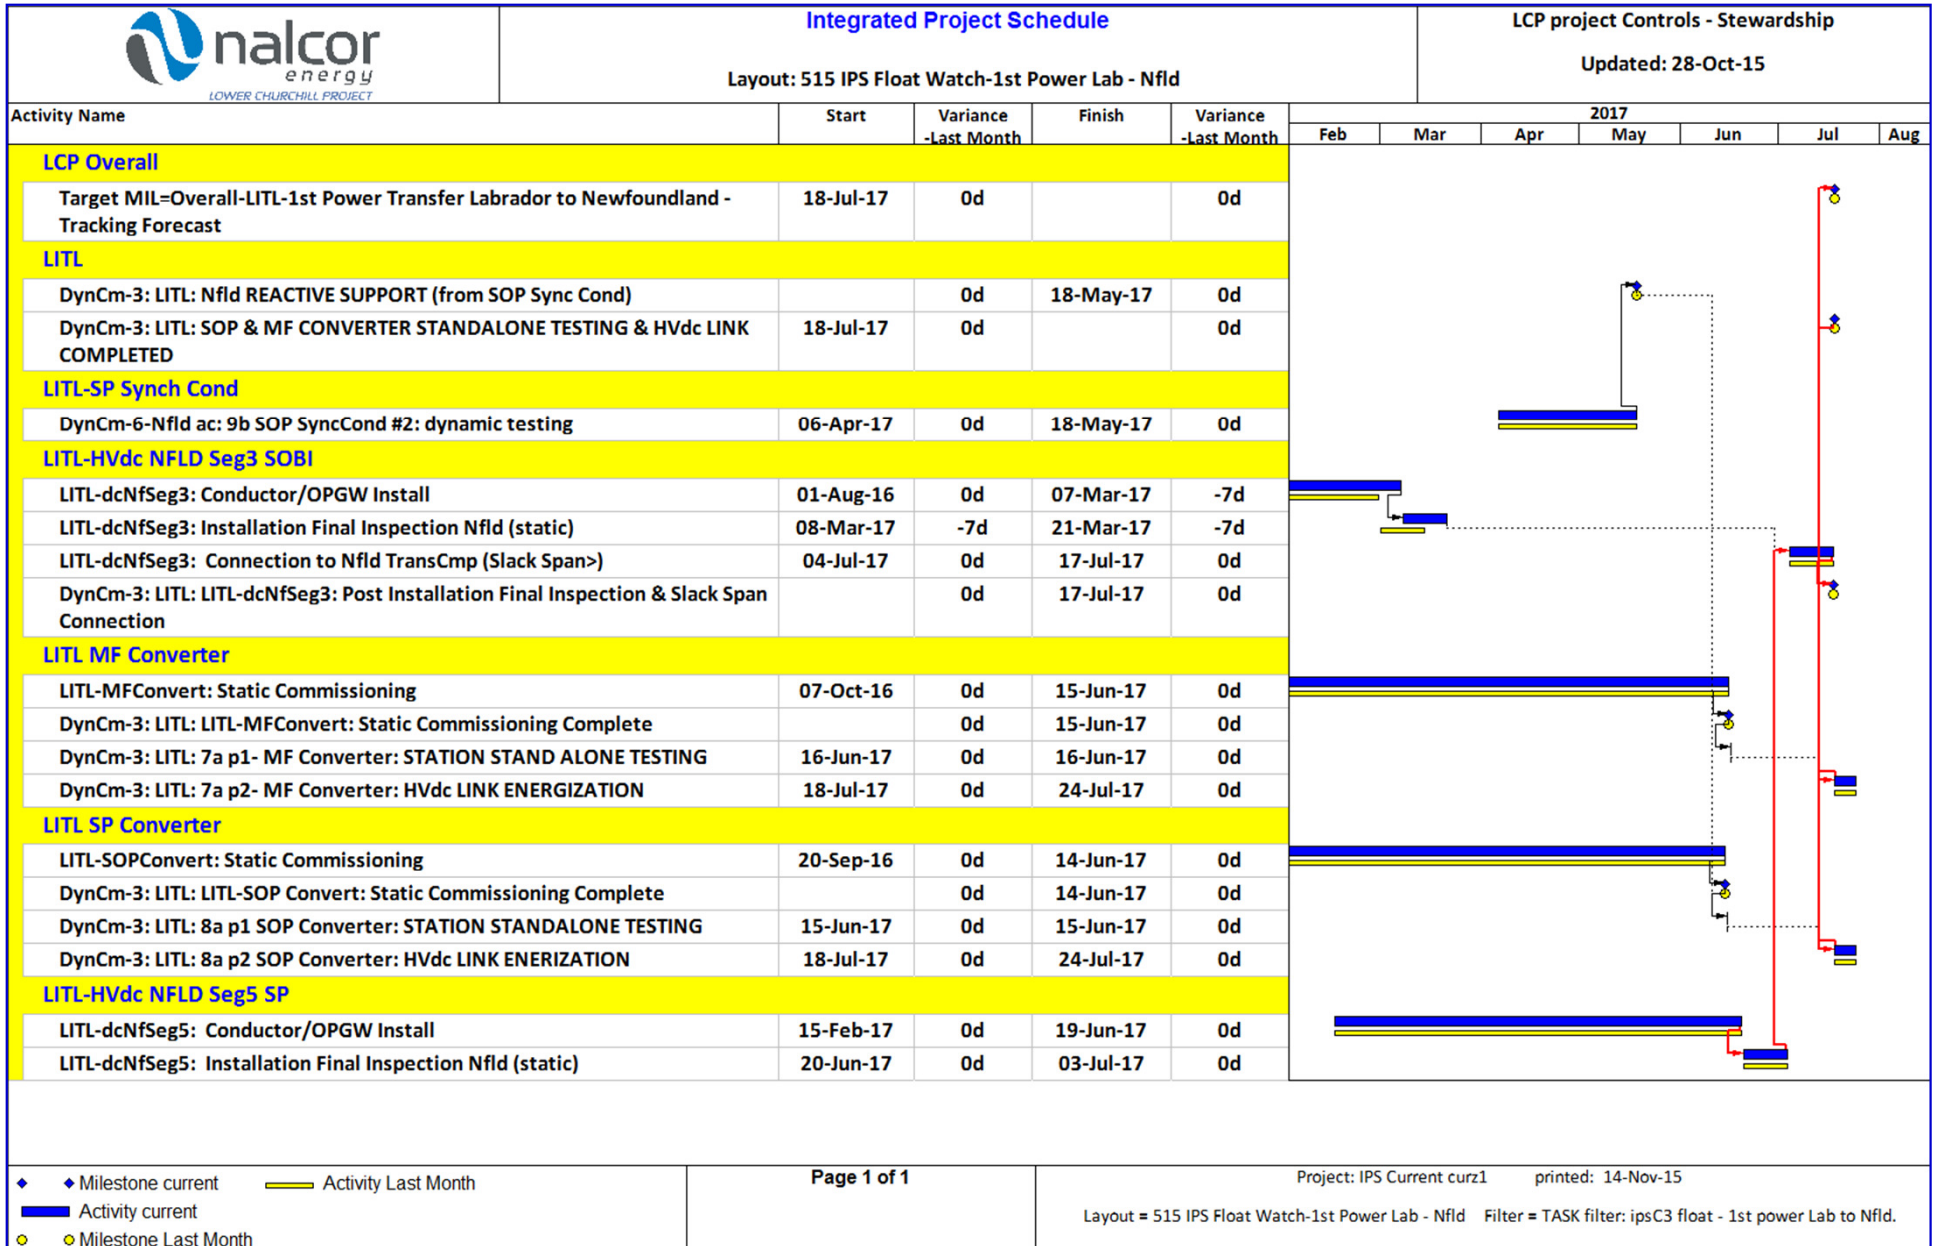 nalcor
energy
LOWER CHURCHILL PROJECT
Integrated Project Schedule
Layout: 515 IPS Float Watch-1st Power Lab - Nfld
LCP project Controls - Stewardship
Updated: 28-Oct-15
Activity Name Start Variance -Last Month Finish Variance -Last Month
2017
Feb Mar Apr May Jun Jul Aug
LCP Overall
Target MIL=Overall-LITL-1st Power Transfer Labrador to Newfoundland - 18-Jul-17 0d 0d
Tracking Forecast
LITL
DynCm-3: LITL: Nfld REACTIVE SUPPORT (from SOP Sync Cond) 0d 18-May-17 0d
DynCm-3: LITL: SOP & MF CONVERTER STANDALONE TESTING & HVdc LINK 18-Jul-17 0d 0d
COMPLETED
LITL-SP Synch Cond
DynCm-6-Nfld ac: 9b SOP SyncCond #2: dynamic testing 06-Apr-17 0d 18-May-17 0d
LITL-HVdc NFLD Seg3 SOBI
LITL-dcNfSeg3: Conductor/OPGW Install 01-Aug-16 0d 07-Mar-17 -7d
LITL-dcNfSeg3: Installation Final Inspection Nfld (static) 08-Mar-17 -7d 21-Mar-17 -7d
LITL-dcNfSeg3: Connection to Nfld TransCmp (Slack Span>) 04-Jul-17 0d 17-Jul-17 0d
DynCm-3: LITL: LITL-dcNfSeg3: Post Installation Final Inspection & Slack Span 0d 17-Jul-17 0d
Connection
LITL MF Converter
LITL-MFConvert: Static Commissioning 07-Oct-16 0d 15-Jun-17 0d
DynCm-3: LITL: LITL-MFConvert: Static Commissioning Complete 0d 15-Jun-17 0d
DynCm-3: LITL: 7a p1- MF Converter: STATION STAND ALONE TESTING 16-Jun-17 0d 16-Jun-17 0d
DynCm-3: LITL: 7a p2- MF Converter: HVdc LINK ENERGIZATION 18-Jul-17 0d 24-Jul-17 0d
LITL SP Converter
LITL-SOPConvert: Static Commissioning 20-Sep-16 0d 14-Jun-17 0d
DynCm-3: LITL: LITL-SOP Convert: Static Commissioning Complete 0d 14-Jun-17 0d
DynCm-3: LITL: 8a p1 SOP Converter: STATION STANDALONE TESTING 15-Jun-17 0d 15-Jun-17 0d
DynCm-3: LITL: 8a p2 SOP Converter: HVdc LINK ENERIZATION 18-Jul-17 0d 24-Jul-17 0d
LITL-HVdc NFLD Seg5 SP
LITL-dcNfSeg5: Conductor/OPGW Install 15-Feb-17 0d 19-Jun-17 0d
LITL-dcNfSeg5: Installation Final Inspection Nfld (static) 20-Jun-17 0d 03-Jul-17 0d
Milestone current Activity Last Month
Activity current
Milestone Last Month
Page 1 of 1
Project: IPS Current curz1 printed: 14-Nov-15
Layout = 515 IPS Float Watch-1st Power Lab - Nfld Filter = TASK filter: ipsC3 float - 1st power Lab to Nfld.